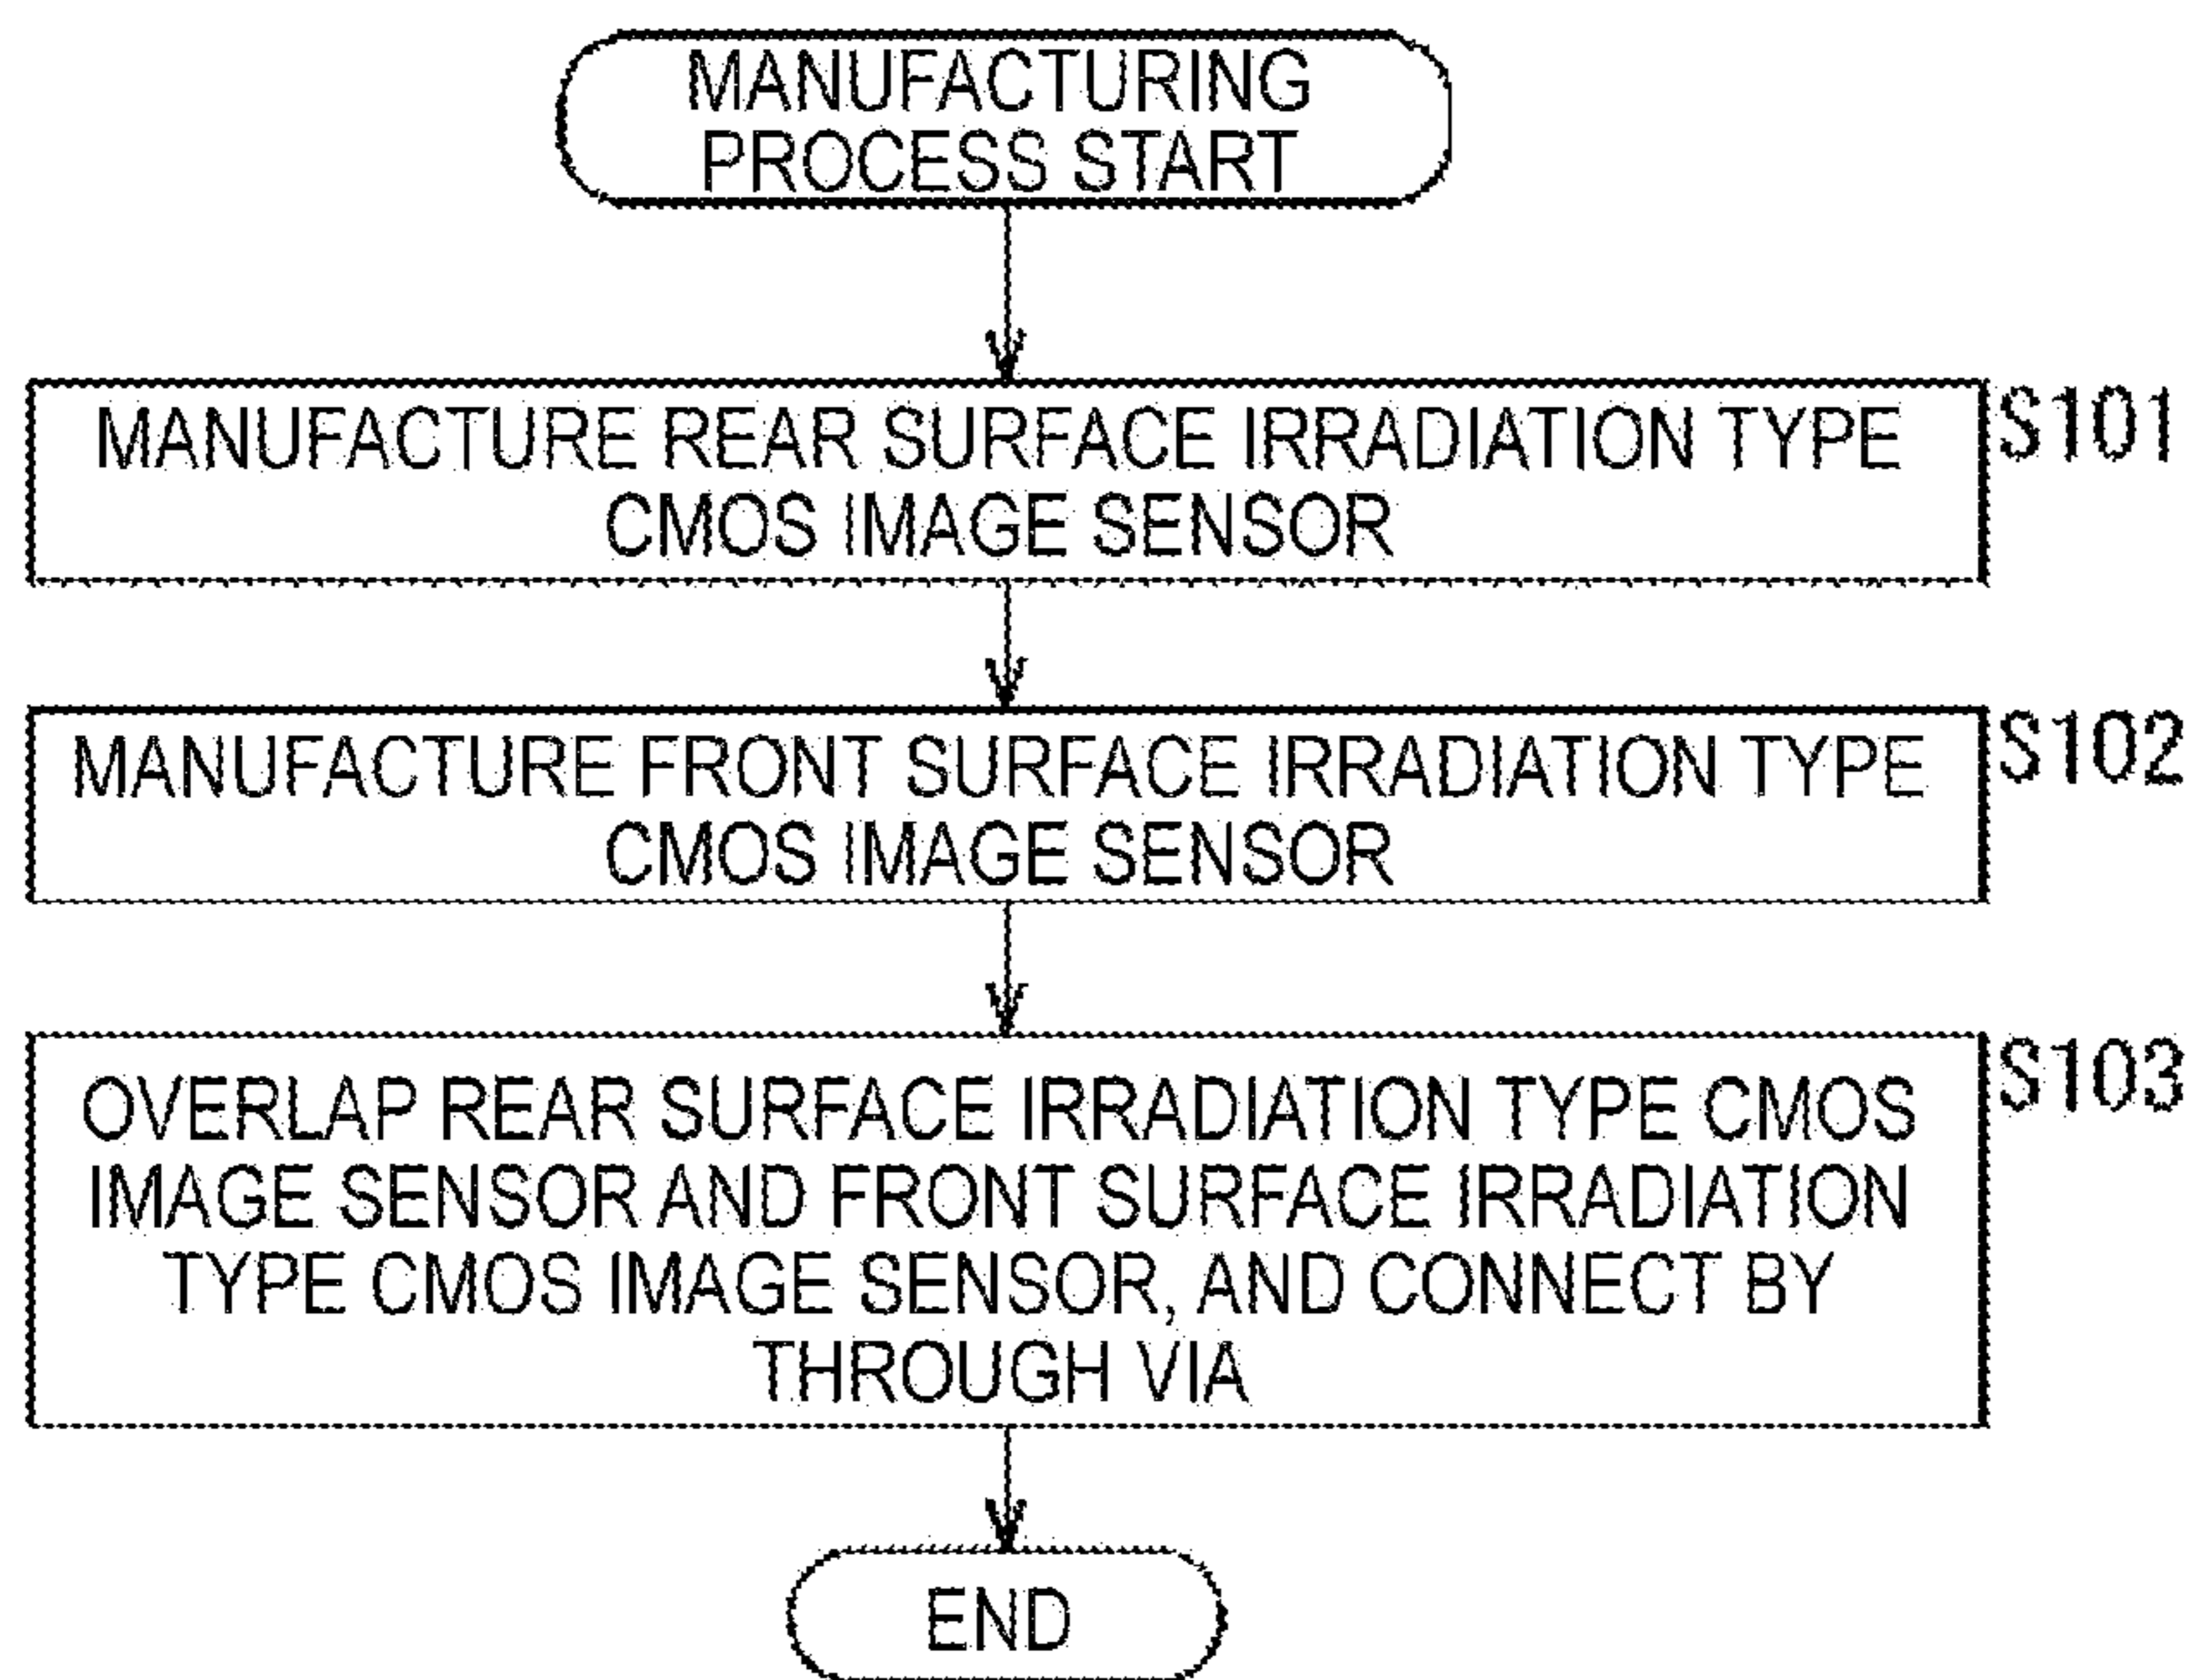 MANUFACTURING
PROCESS START
MANUFACTURE REAR SURFACE IRRADIATION TYPE
CMOS IMAGE SENSOR
S101
MANUFACTURE FRONT SURFACE IRRADIATION TYPE
CMOS IMAGE SENSOR
S102
OVERLAP REAR SURFACE IRRADIATION TYPE CMOS
IMAGE SENSOR AND FRONT SURFACE IRRADIATION
TYPE CMOS IMAGE SENSOR, AND CONNECT BY
THROUGH VIA
S103
END